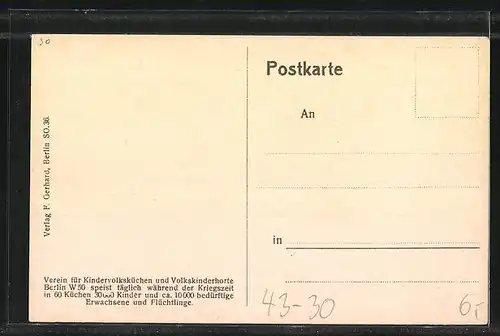 30
Postkarte
An
in
Verlag F. Gerhard, Berlin SO.36.
Verein für Kindervolksküchen und Volkskinderhorte
Berlin W 50 speist täglich während der Kriegszeit
in 60 Küchen 30000 Kinder und ca. 10000 bedürftige
Erwachsene und Flüchtlinge.
43-30
6,-